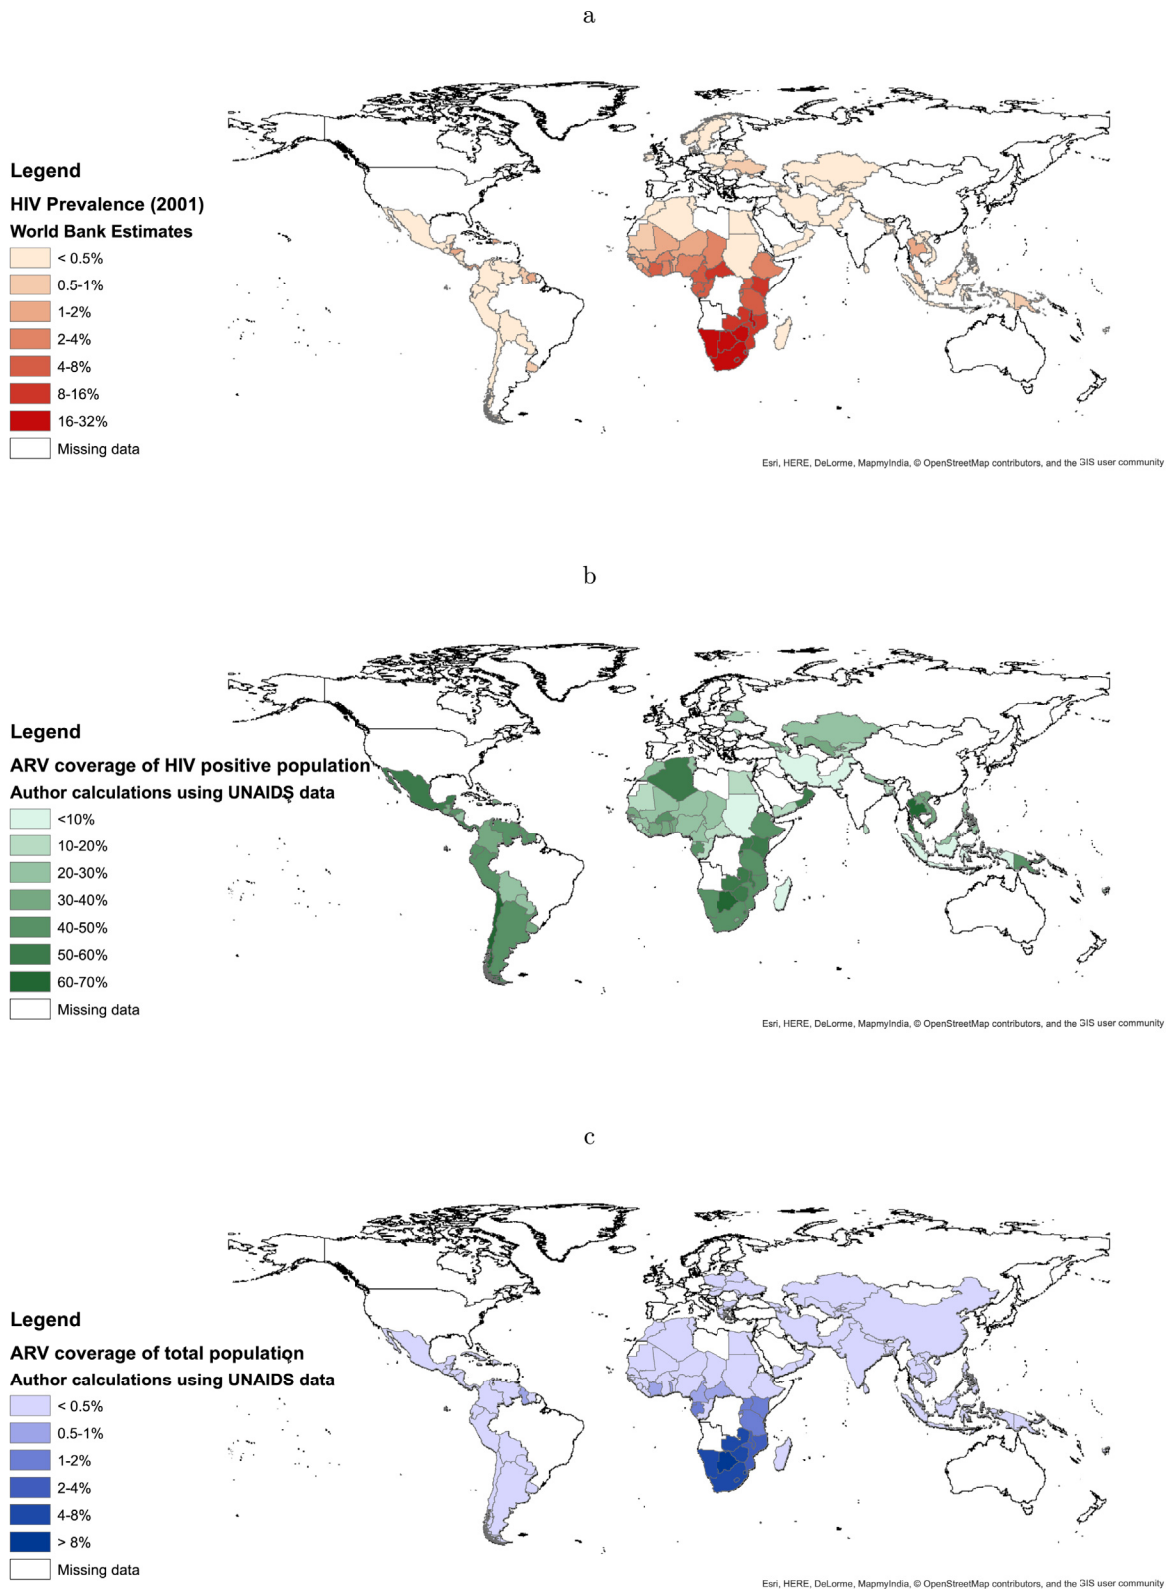 a
Legend
HIV Prevalence (2001)
World Bank Estimates
< 0.5%
0.5-1%
1-2%
2-4%
4-8%
8-16%
16-32%
Missing data
Esri, HERE, DeLorme, MapmyIndia, © OpenStreetMap contributors, and the GIS user community
b
Legend
ARV coverage of HIV positive population
Author calculations using UNAIDS data
<10%
10-20%
20-30%
30-40%
40-50%
50-60%
60-70%
Missing data
Esri, HERE, DeLorme, MapmyIndia, © OpenStreetMap contributors, and the GIS user community
c
Legend
ARV coverage of total population
Author calculations using UNAIDS data
< 0.5%
0.5-1%
1-2%
2-4%
4-8%
> 8%
Missing data
Esri, HERE, DeLorme, MapmyIndia, © OpenStreetMap contributors, and the GIS user community